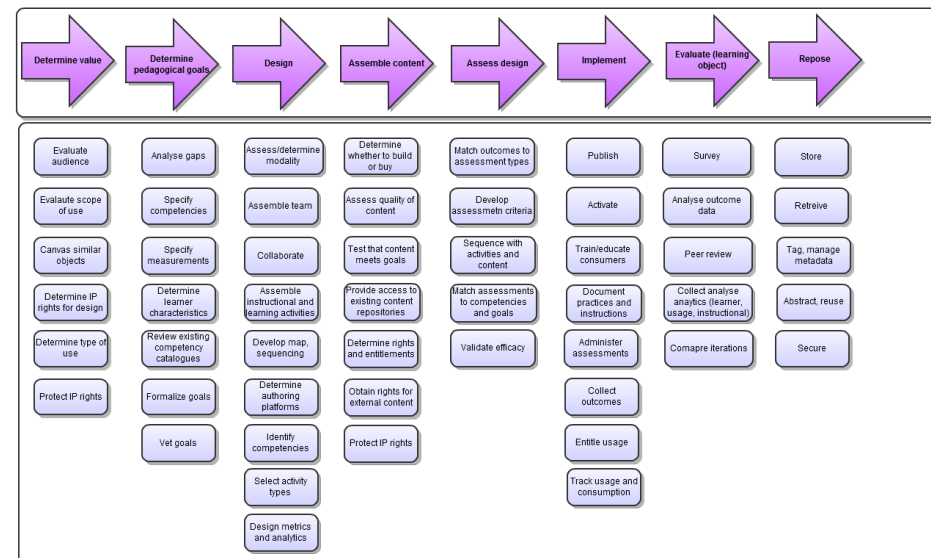 Determine value
Determine
pedagogical goals
Design
Assemble content
Assess design
Implement
Evaluate (learning
object)
Repose
Evaluate
audience
Evalaute scope
of use
Canvas similar
objects
Determine IP
rights for design
Determine type of
use
Protect IP rights
Analyse gaps
Specify
competencies
Specify
measurements
Determine
learner
characteristics
Review existing
competency
catalogues
Formalize goals
Vet goals
Assess/determine
modality
Assemble team
Collaborate
Assemble
instructional and
learning activities
Develop map,
sequencing
Determine
authoring
platforms
Identify
competencies
Select activity
types
Design metrics
and analytics
Determine
whether to build
or buy
Assess quality of
content
Test that content
meets goals
Provide access to
existing content
repositories
Determine rights
and entitlements
Obtain rights for
external content
Protect IP rights
Match outcomes to
assessment types
Develop
assessmetn criteria
Sequence with
activities and
content
Match assessments
to competencies
and goals
Validate efficacy
Publish
Activate
Train/educate
consumers
Document
practices and
instructions
Administer
assessments
Collect
outcomes
Entitle usage
Track usage and
consumption
Survey
Analyse outcome
data
Peer review
Collect analyse
anaytics (learner,
usage, instructional)
Comapre iterations
Store
Retreive
Tag, manage
metadata
Abstract, reuse
Secure